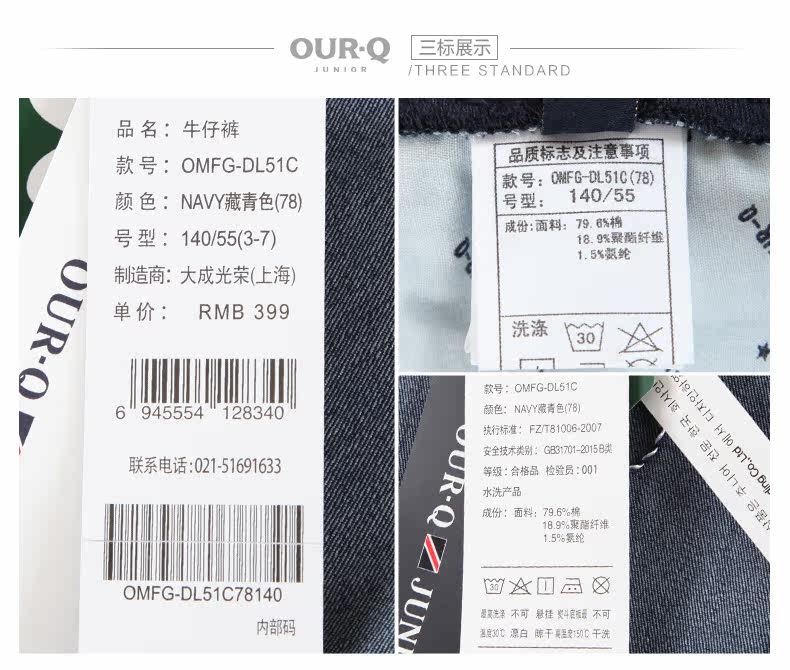 OUR·Q
JUNIOR
三标展示
/THREE STANDARD
品 名： 牛仔裤
款 号： OMFG-DL51C
颜 色： NAVY藏青色(78)
号 型： 140/55(3-7)
制造商： 大成光荣(上海)
单 价： RMB 399
6 945554 128340
联系电话：021-51691633
OMFG-DL51C78140
内部码
OUR·Q
品质标志及注意事项
款号：OMFG-DL51C(78)
号型： 140/55
成份：面料： 79.6%棉
18.9%聚酯纤维
1.5%氨纶
洗涤
30
款号：OMFG-DL51C
颜色：NAVY藏青色(78)
执行标准： FZ/T81006-2007
安全技术类别： GB31701-2015 B类
等级：合格品 检验员：001
水洗产品
成份： 面料：79.6%棉
18.9%聚酯纤维
1.5%氨纶
30
最高洗涤 不可 悬挂 熨斗底板最 不可
温度30℃ 漂白 晾干 高温度150℃ 干洗
OUR·Q JUNI